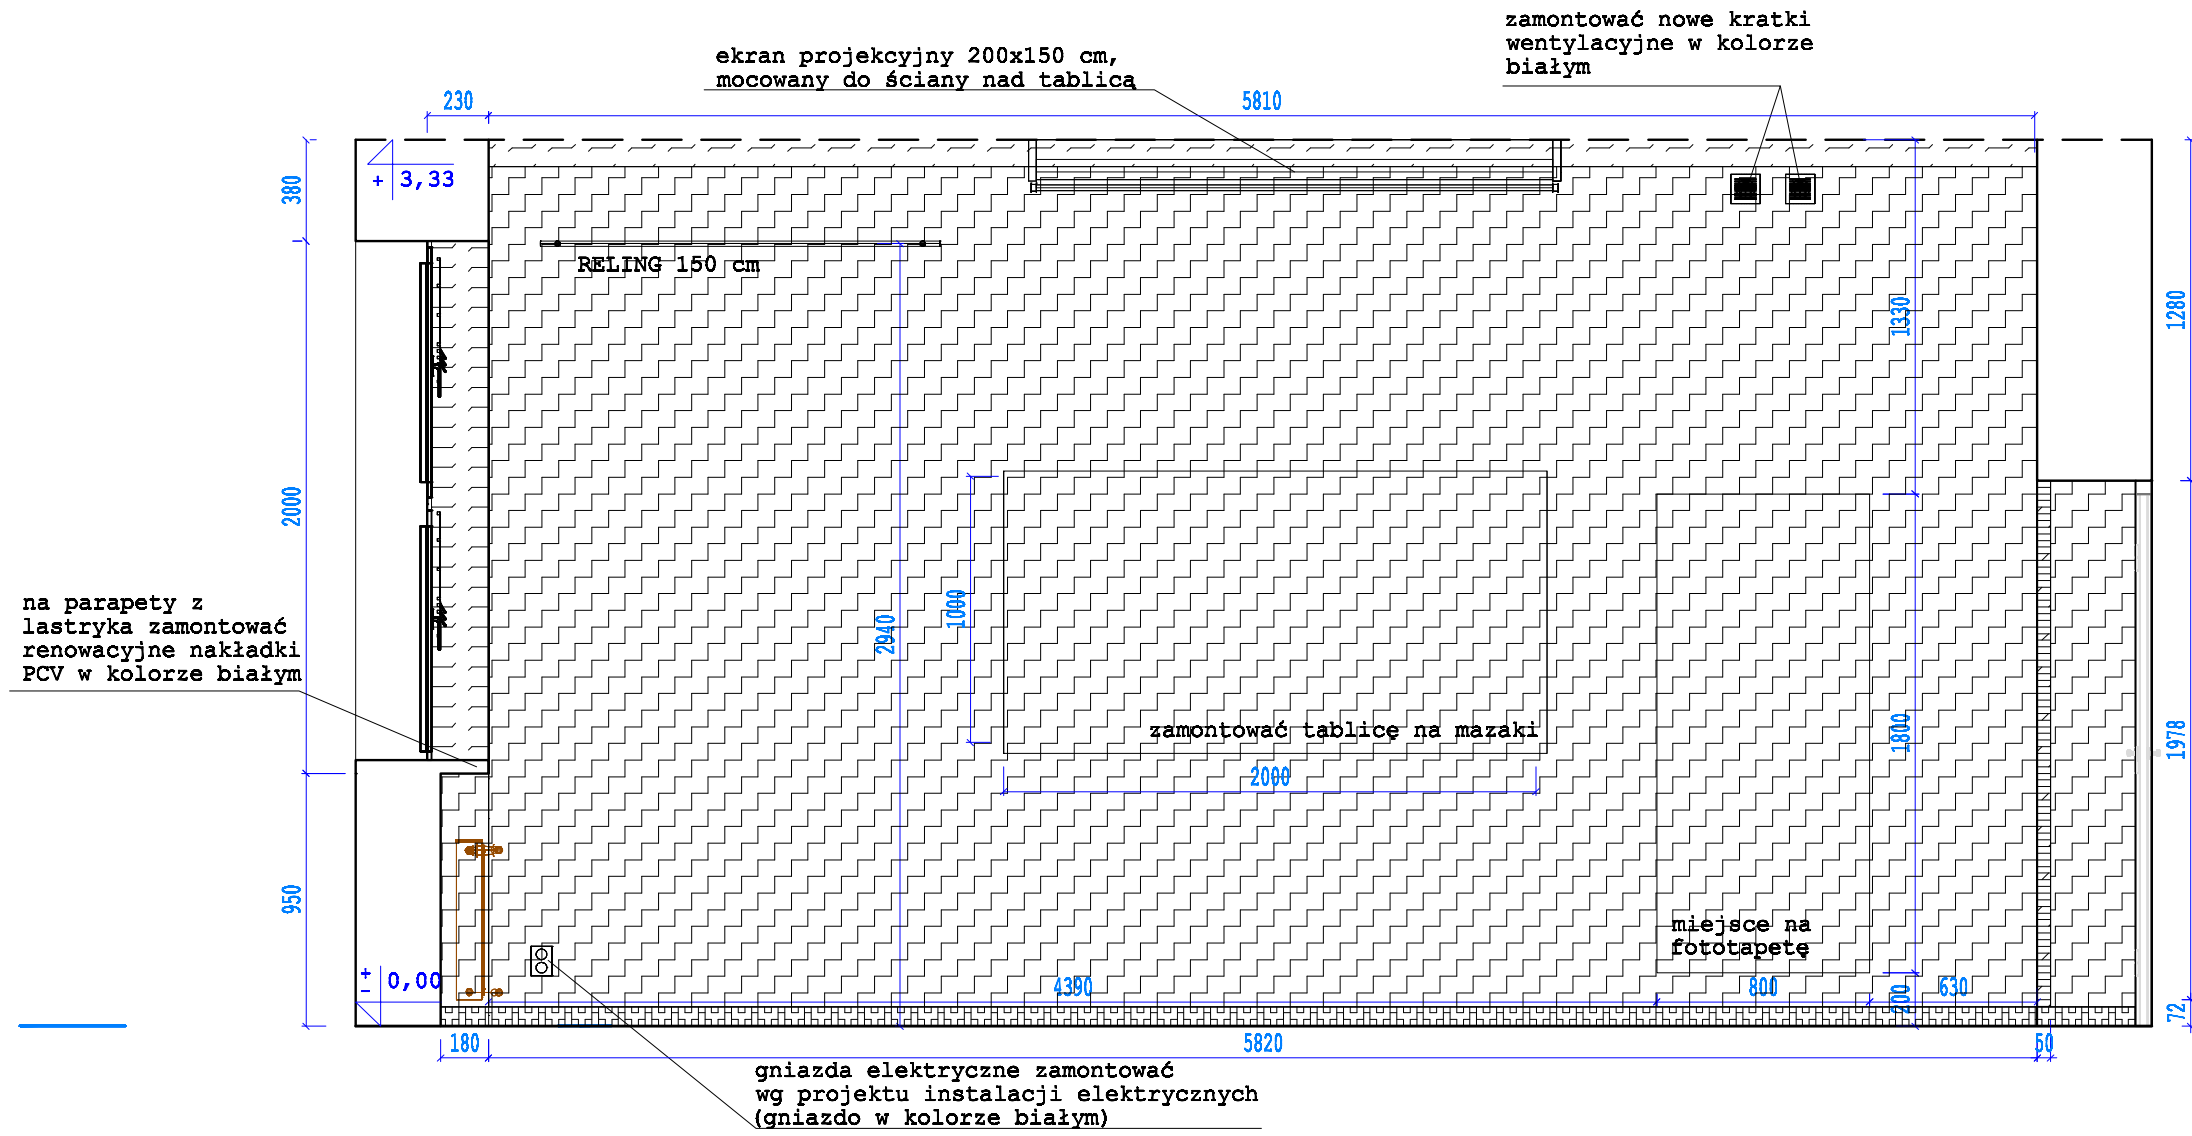 zamontować nowe kratki
wentylacyjne w kolorze
białym
ekran projekcyjny 200x150 cm,
mocowany do ściany nad tablicą
230
5810
+ 3,33
380
RELING 150 cm
1330
1280
2000
1000
2940
na parapety z
lastryka zamontować
renowacyjne nakładki
PCV w kolorze białym
zamontować tablicę na mazaki
1800
1978
2000
950
miejsce na
fototapetę
± 0,00
4390
800
200
630
72
180
5820
50
gniazda elektryczne zamontować
wg projektu instalacji elektrycznych
(gniazdo w kolorze białym)